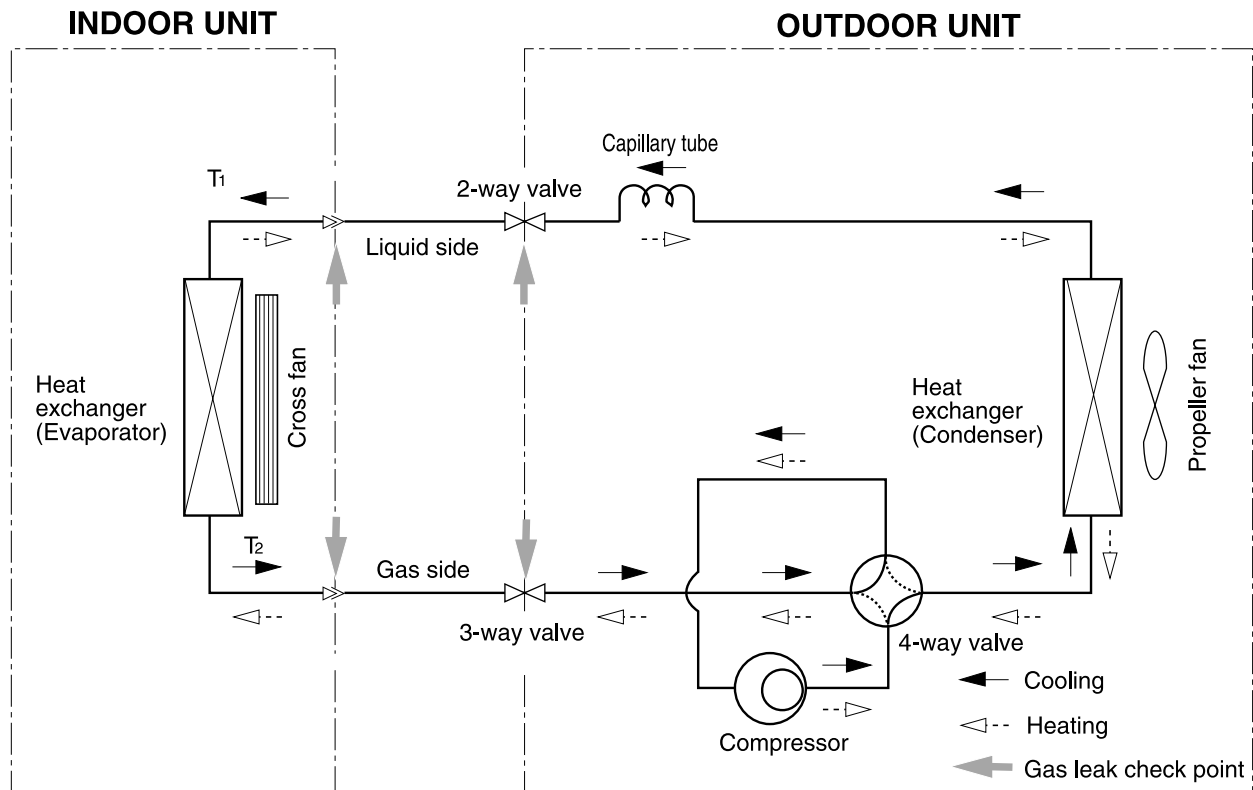 INDOOR UNIT
OUTDOOR UNIT
Capillary tube
T1
2-way valve
Liquid side
Heat
exchanger
(Evaporator)
Cross fan
Heat
exchanger
(Condenser)
Propeller fan
T2
Gas side
3-way valve
4-way valve
Compressor
Cooling
Heating
Gas leak check point